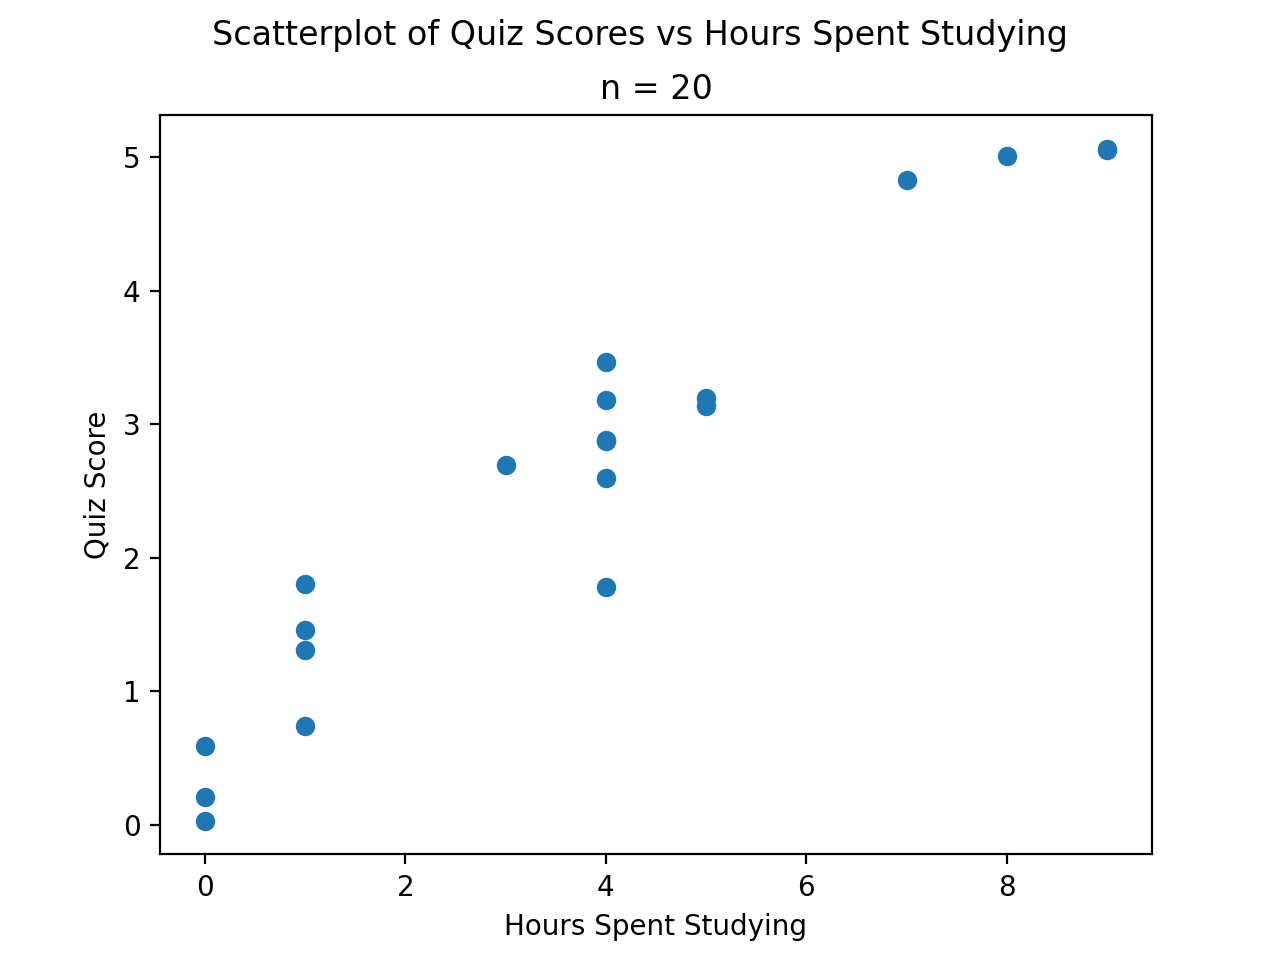 Scatterplot of Quiz Scores vs Hours Spent Studying
n = 20
5
4
3
2
1
0
Quiz Score
0 2 4 6 8
Hours Spent Studying